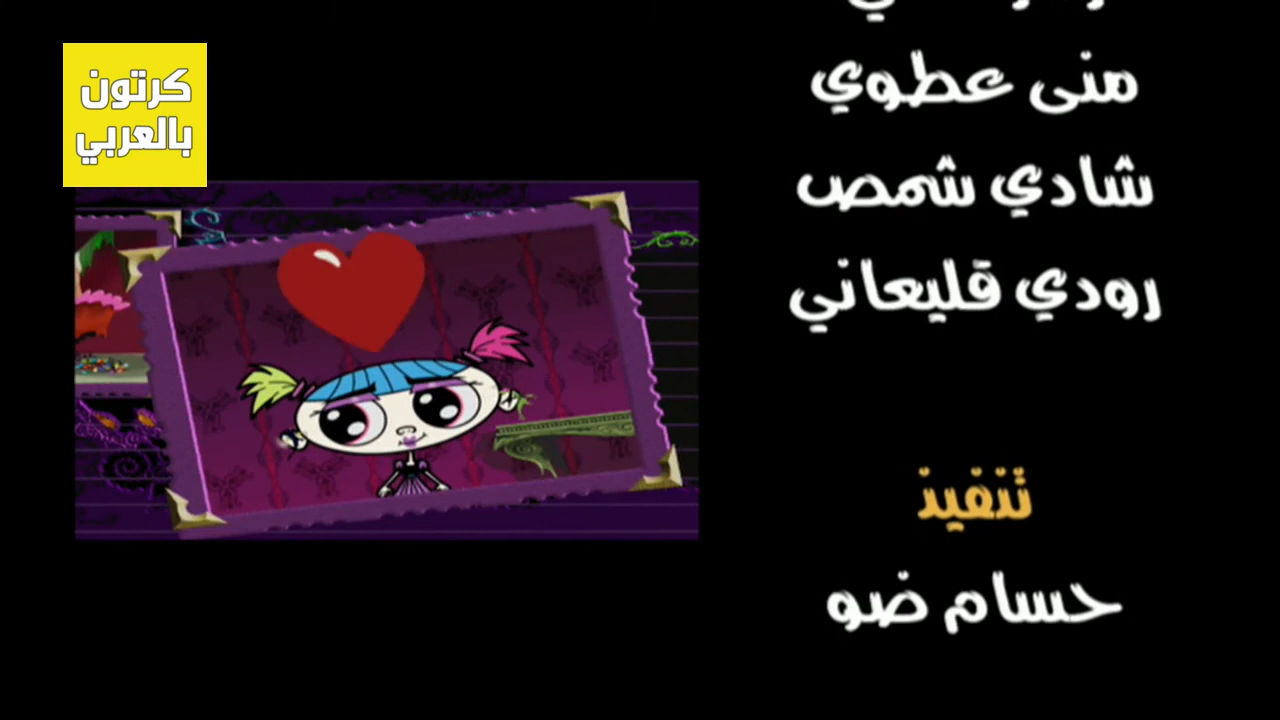 كرتون
بالعربي
منى عطوي
شادي شمص
رودي قليعاني
تنفيذ
حسام ضو